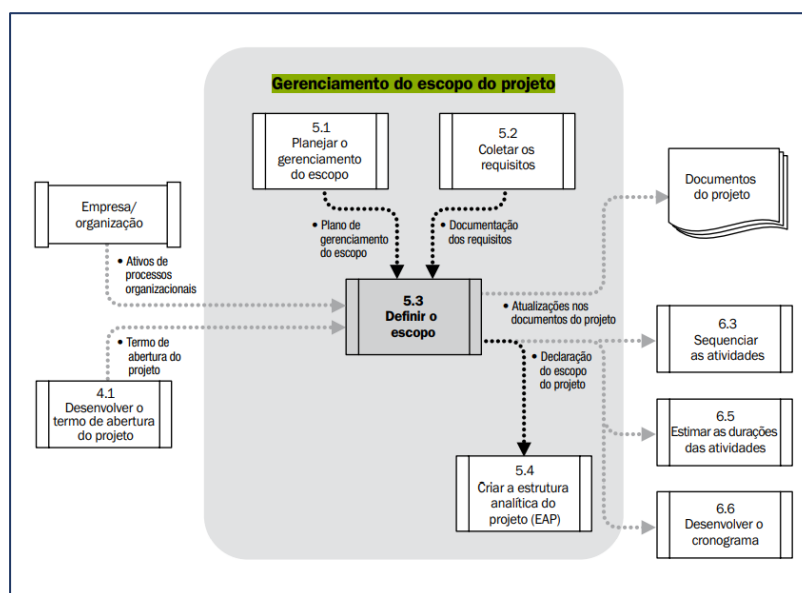 Gerenciamento do escopo do projeto
5.1
Planejar o
gerenciamento
do escopo
5.2
Coletar os
requisitos
Documentos
do projeto
Empresa/
organização
• Plano de
gerenciamento
do escopo
• Documentação
dos requisitos
• Ativos de
processos
organizacionais
5.3
Definir o
escopo
• Atualizações nos
documentos do projeto
6.3
Sequenciar
as atividades
• Termo de
abertura do
projeto
• Declaração
do escopo
do projeto
4.1
Desenvolver o
termo de abertura
do projeto
6.5
Estimar as durações
das atividades
5.4
Criar a estrutura
analítica do
projeto (EAP)
6.6
Desenvolver o
cronograma